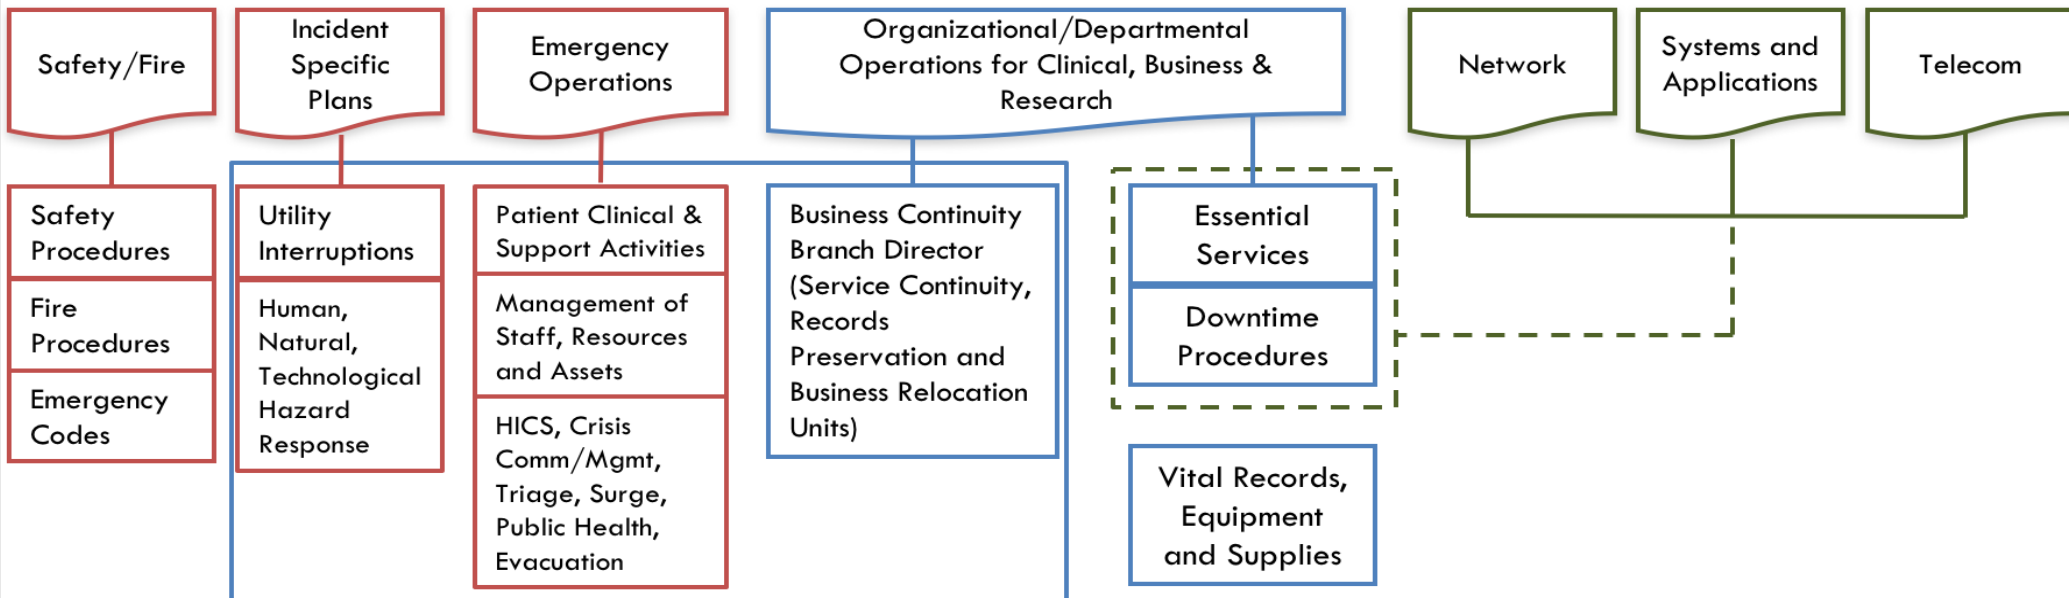 Safety/Fire
Incident
Specific
Plans
Emergency
Operations
Organizational/Departmental
Operations for Clinical, Business &
Research
Network
Systems and
Applications
Telecom
Safety
Procedures
Fire
Procedures
Emergency
Codes
Utility
Interruptions
Human,
Natural,
Technological
Hazard
Response
Patient Clinical &
Support Activities
Management of
Staff, Resources
and Assets
HICS, Crisis
Comm/Mgmt,
Triage, Surge,
Public Health,
Evacuation
Business Continuity
Branch Director
(Service Continuity,
Records
Preservation and
Business Relocation
Units)
Essential
Services
Downtime
Procedures
Vital Records,
Equipment
and Supplies